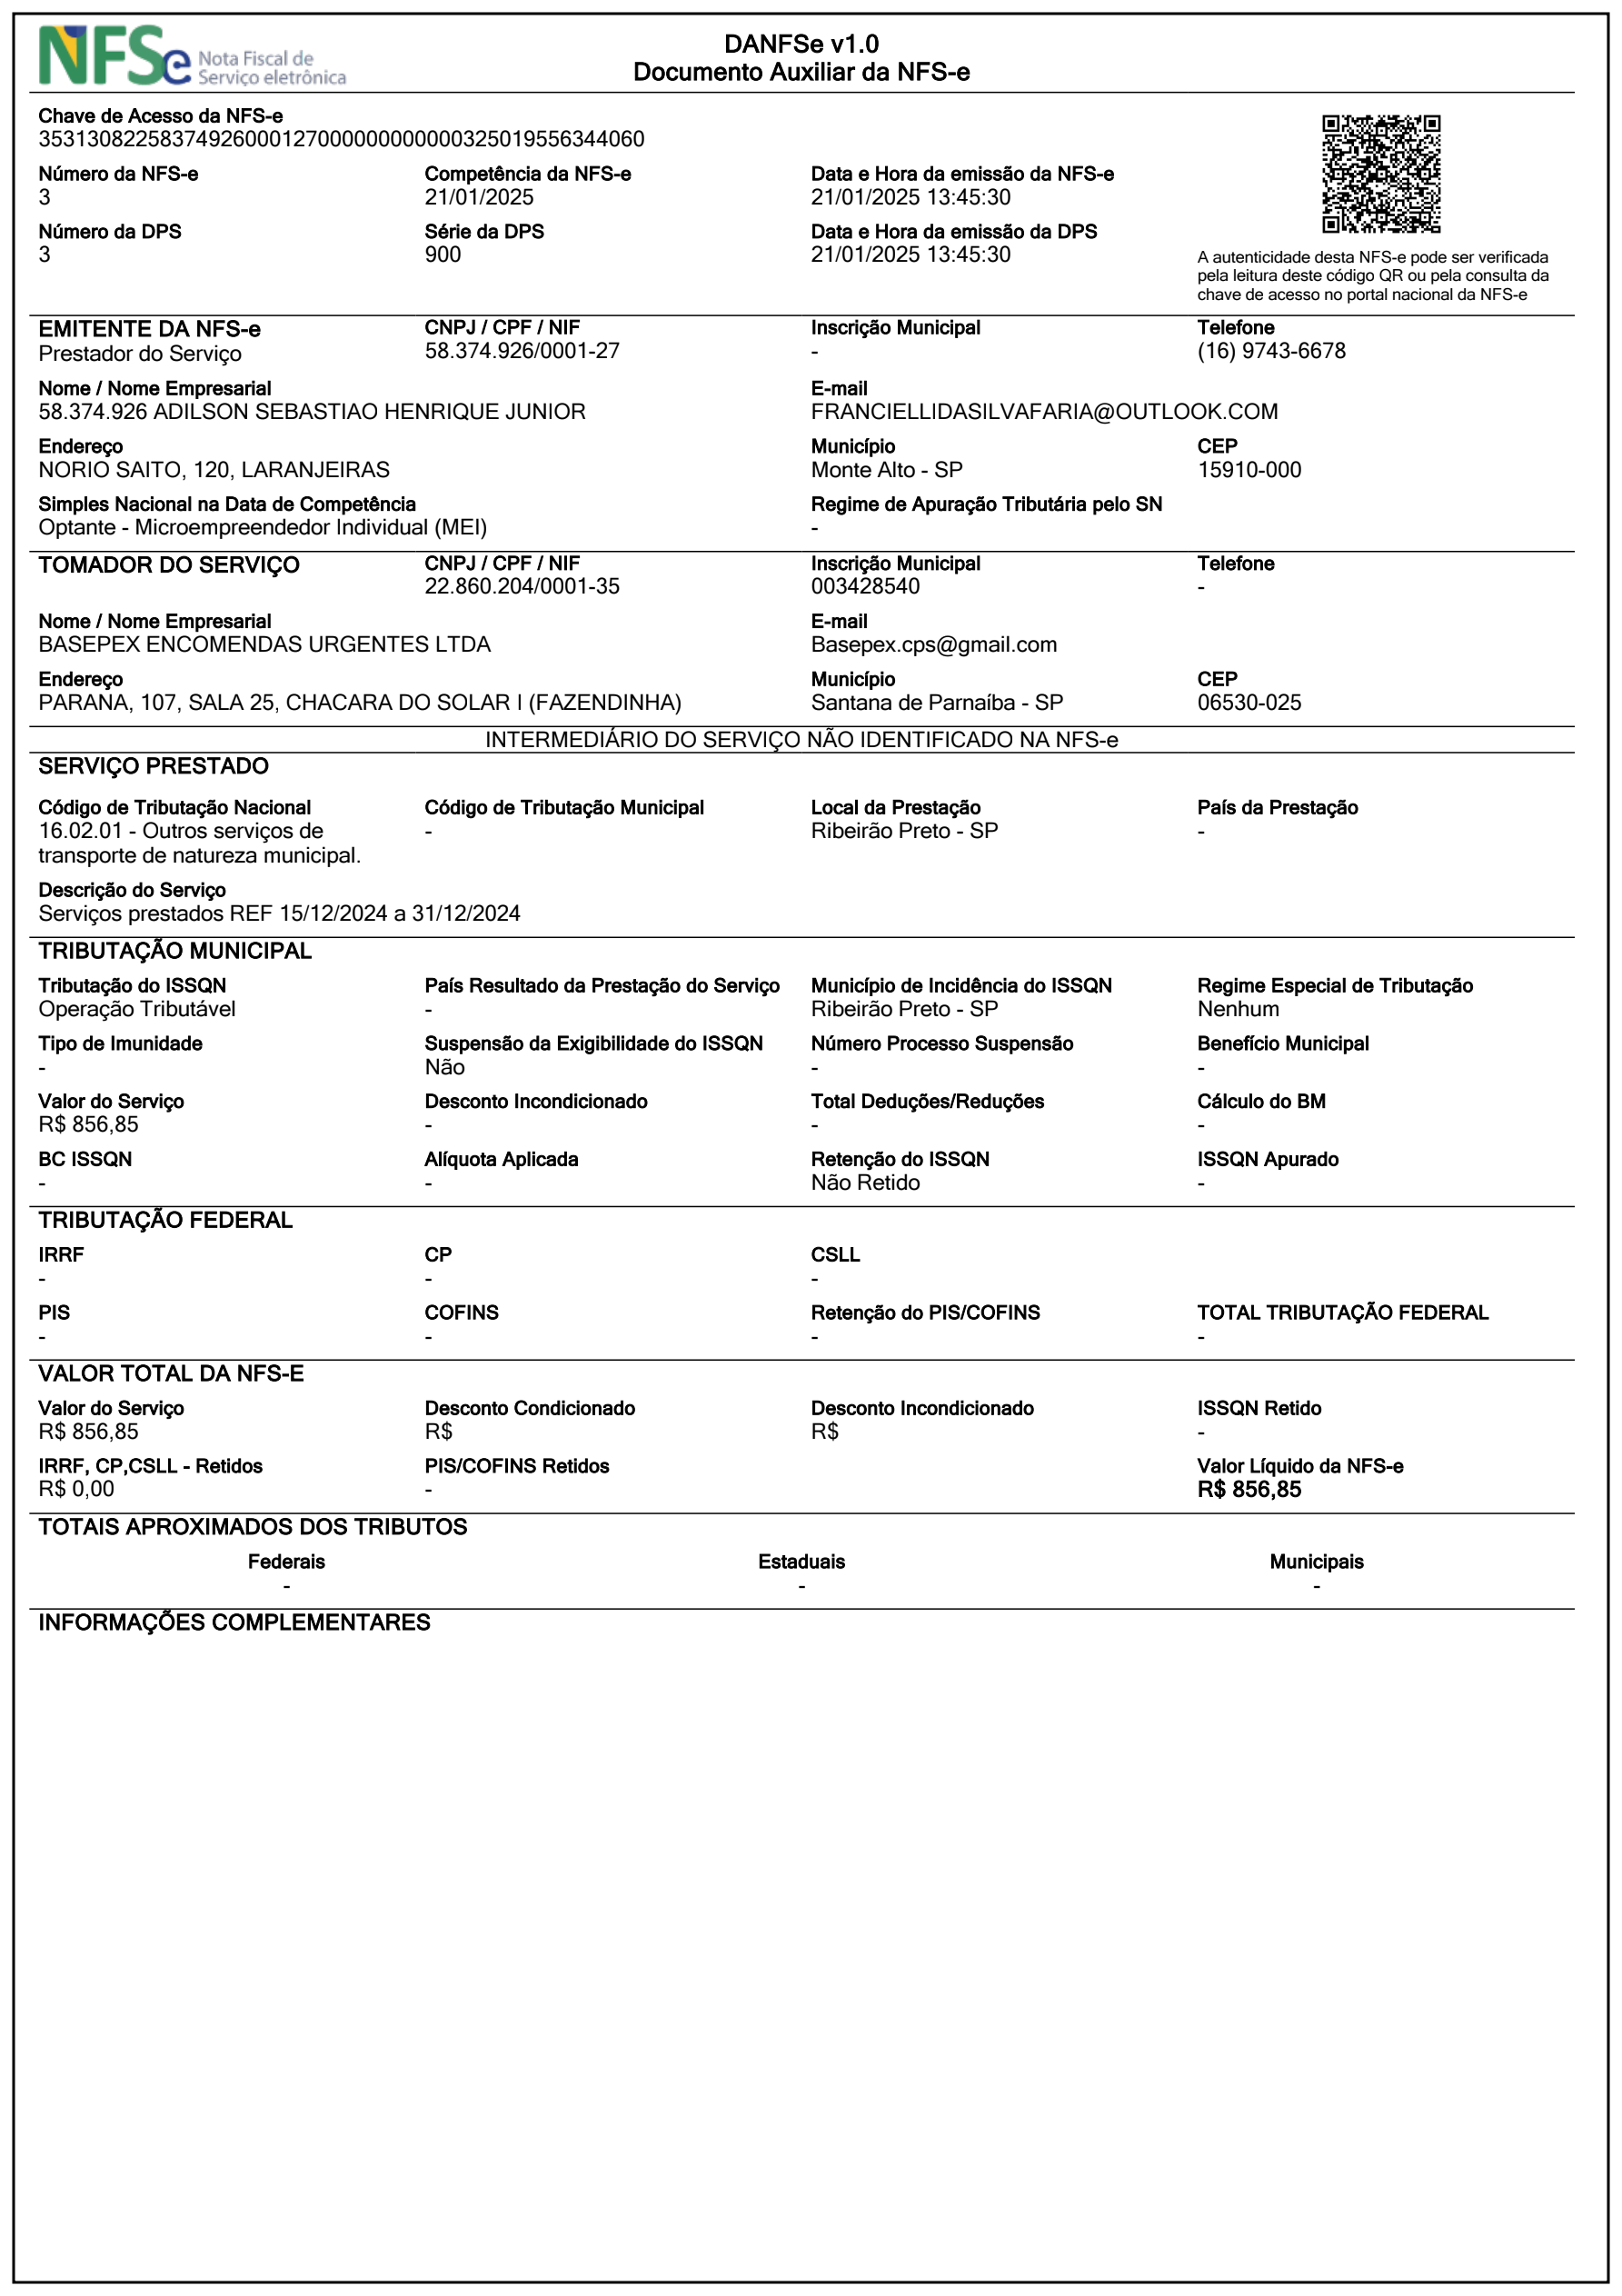 NFSe Nota Fiscal de
Serviço eletrônica
DANFSe v1.0
Documento Auxiliar da NFS-e
Chave de Acesso da NFS-e
35313082258374926000127000000000000325019556344060
Número da NFS-e Competência da NFS-e Data e Hora da emissão da NFS-e
3 21/01/2025 21/01/2025 13:45:30
Número da DPS Série da DPS Data e Hora da emissão da DPS
3 900 21/01/2025 13:45:30
A autenticidade desta NFS-e pode ser verificada
pela leitura deste código QR ou pela consulta da
chave de acesso no portal nacional da NFS-e
EMITENTE DA NFS-e CNPJ / CPF / NIF Inscrição Municipal Telefone
Prestador do Serviço 58.374.926/0001-27 - (16) 9743-6678
Nome / Nome Empresarial E-mail
58.374.926 ADILSON SEBASTIAO HENRIQUE JUNIOR FRANCIELLIDASILVAFARIA@OUTLOOK.COM
Endereço Município CEP
NORIO SAITO, 120, LARANJEIRAS Monte Alto - SP 15910-000
Simples Nacional na Data de Competência Regime de Apuração Tributária pelo SN
Optante - Microempreendedor Individual (MEI) -
TOMADOR DO SERVIÇO CNPJ / CPF / NIF Inscrição Municipal Telefone
22.860.204/0001-35 003428540 -
Nome / Nome Empresarial E-mail
BASEPEX ENCOMENDAS URGENTES LTDA Basepex.cps@gmail.com
Endereço Município CEP
PARANA, 107, SALA 25, CHACARA DO SOLAR I (FAZENDINHA) Santana de Parnaíba - SP 06530-025
INTERMEDIÁRIO DO SERVIÇO NÃO IDENTIFICADO NA NFS-e
SERVIÇO PRESTADO
Código de Tributação Nacional Código de Tributação Municipal Local da Prestação País da Prestação
16.02.01 - Outros serviços de - Ribeirão Preto - SP -
transporte de natureza municipal.
Descrição do Serviço
Serviços prestados REF 15/12/2024 a 31/12/2024
TRIBUTAÇÃO MUNICIPAL
Tributação do ISSQN País Resultado da Prestação do Serviço Município de Incidência do ISSQN Regime Especial de Tributação
Operação Tributável - Ribeirão Preto - SP Nenhum
Tipo de Imunidade Suspensão da Exigibilidade do ISSQN Número Processo Suspensão Benefício Municipal
- Não - -
Valor do Serviço Desconto Incondicionado Total Deduções/Reduções Cálculo do BM
R$ 856,85 - - -
BC ISSQN Alíquota Aplicada Retenção do ISSQN ISSQN Apurado
- - Não Retido -
TRIBUTAÇÃO FEDERAL
IRRF CP CSLL
- - -
PIS COFINS Retenção do PIS/COFINS TOTAL TRIBUTAÇÃO FEDERAL
- - - -
VALOR TOTAL DA NFS-E
Valor do Serviço Desconto Condicionado Desconto Incondicionado ISSQN Retido
R$ 856,85 R$ R$ -
IRRF, CP,CSLL - Retidos PIS/COFINS Retidos Valor Líquido da NFS-e
R$ 0,00 - R$ 856,85
TOTAIS APROXIMADOS DOS TRIBUTOS
Federais Estaduais Municipais
- - -
INFORMAÇÕES COMPLEMENTARES